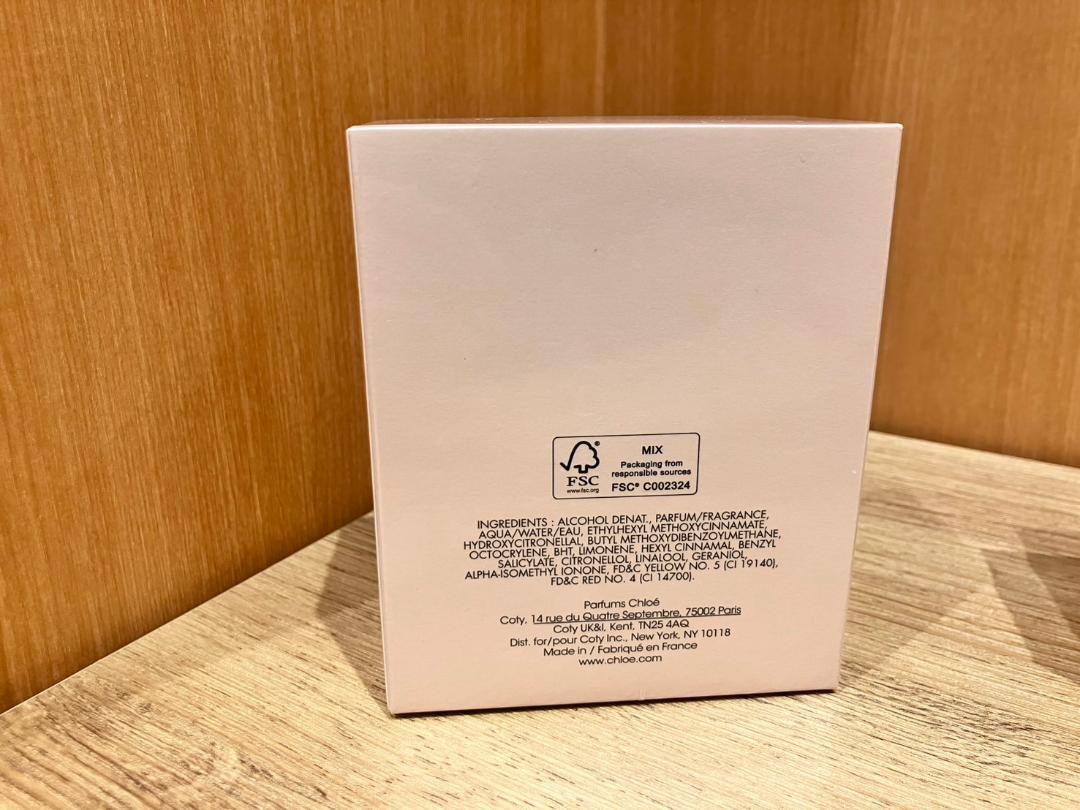 FSC®
www.fsc.org
MIX
Packaging from
responsible sources
FSC® C002324
INGREDIENTS : ALCOHOL DENAT., PARFUM/FRAGRANCE,
AQUA/WATER/EAU, ETHYLHEXYL METHOXYCINNAMATE,
HYDROXYCITRONELLAL, BUTYL METHOXYDIBENZOYLMETHANE,
OCTOCRYLENE, BHT, LIMONENE, HEXYL CINNAMAL, BENZYL
SALICYLATE, CITRONELLOL, LINALOOL, GERANIOL,
ALPHA-ISOMETHYL IONONE, FD&C YELLOW NO. 5 (CI 19140),
FD&C RED NO. 4 (CI 14700).
Parfums Chloé
Coty, 14 rue du Quatre Septembre, 75002 Paris
Coty UK&I, Kent, TN25 4AQ
Dist. for/pour Coty Inc., New York, NY 10118
Made in / Fabriqué en France
www.chloe.com